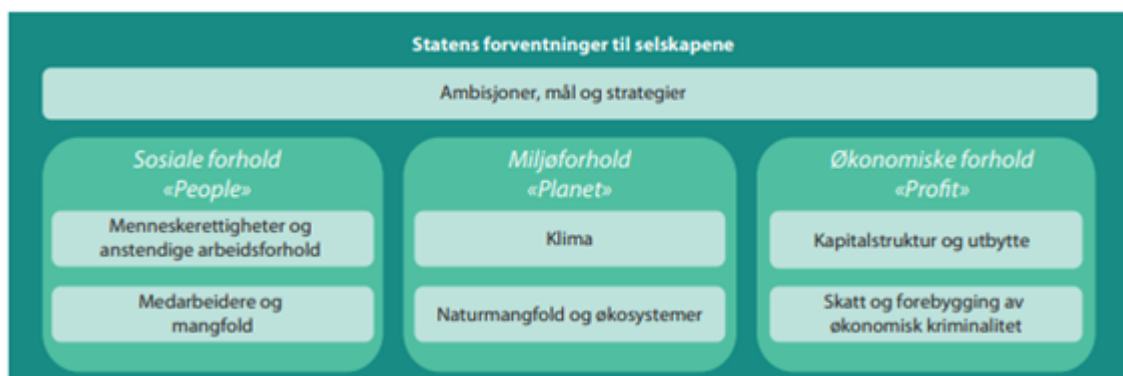 Statens forventninger til selskapene
Ambisjoner, mål og strategier
Sosiale forhold
«People»
Menneskerettigheter og
anstendige arbeidsforhold
Medarbeidere og
mangfold
Miljøforhold
«Planet»
Klima
Naturmangfold og økosystemer
Økonomiske forhold
«Profit»
Kapitalstruktur og utbytte
Skatt og forebygging av
økonomisk kriminalitet